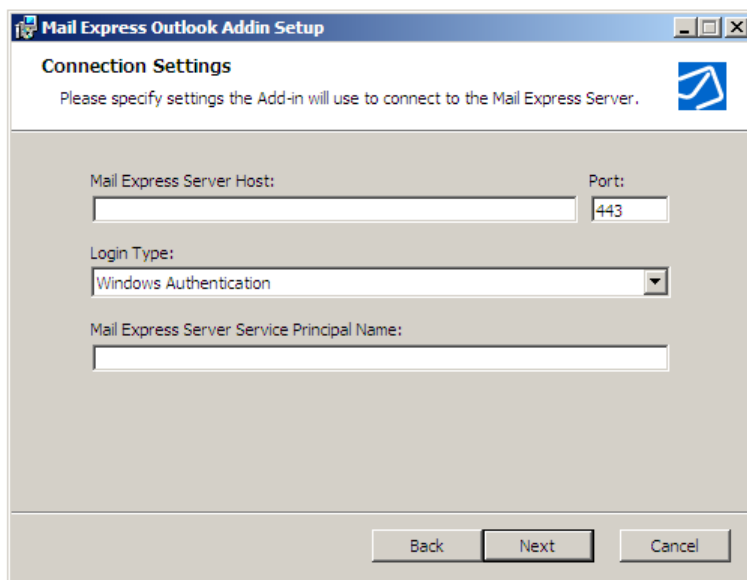 Mail Express Outlook Addin Setup
Connection Settings
Please specify settings the Add-in will use to connect to the Mail Express Server.
Mail Express Server Host: Port:
443
Login Type:
Windows Authentication
Mail Express Server Service Principal Name:
Back Next Cancel